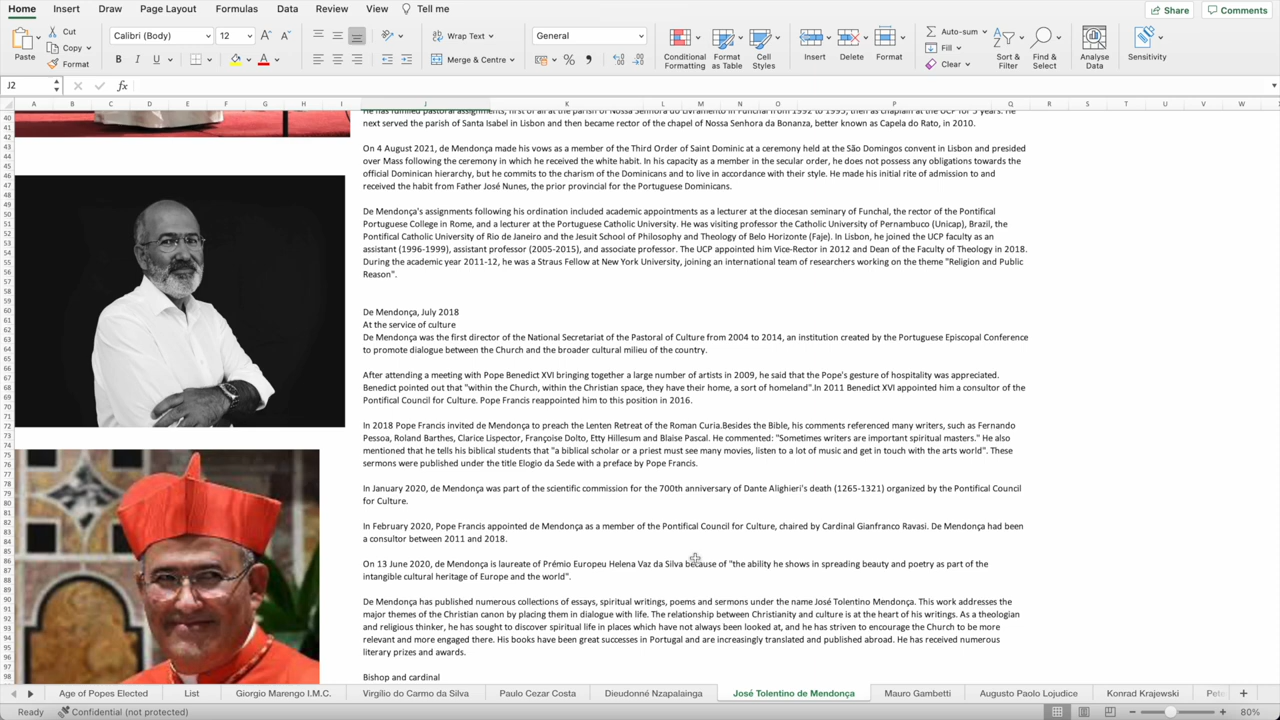 Home Insert Draw Page Layout Formulas Data Review View Tell me Share Comments
Cut Calibri (Body) 12 Wrap Text General Auto-sum
Copy Fill
Paste Format Merge & Centre Conditional Formatting Format as Table Cell Styles Insert Delete Format Clear Sort & Filter Find & Select Analyse Data Sensitivity
J2 fx
A B C D E F G H I J K L M N O P Q R S T U V W
next served the parish of Santa Isabel in Lisbon and then became rector of the chapel of Nossa Senhora da Bonanza, better known as Capela do Rato, in 2010.
On 4 August 2021, de Mendonça made his vows as a member of the Third Order of Saint Dominic at a ceremony held at the São Domingos convent in Lisbon and presided
over Mass following the ceremony in which he received the white habit. In his capacity as a member in the secular order, he does not possess any obligations towards the
official Dominican hierarchy, but he commits to the charism of the Dominicans and to live in accordance with their style. He made his initial rite of admission to and
received the habit from Father José Nunes, the prior provincial for the Portuguese Dominicans.
De Mendonça's assignments following his ordination included academic appointments as a lecturer at the diocesan seminary of Funchal, the rector of the Pontifical
Portuguese College in Rome, and a lecturer at the Portuguese Catholic University. He was visiting professor the Catholic University of Pernambuco (Unicap), Brazil, the
Pontifical Catholic University of Rio de Janeiro and the Jesuit School of Philosophy and Theology of Belo Horizonte (Faje). In Lisbon, he joined the UCP faculty as an
assistant (1996-1999), assistant professor (2005-2015), and associate professor. The UCP appointed him Vice-Rector in 2012 and Dean of the Faculty of Theology in 2018.
During the academic year 2011-12, he was a Straus Fellow at New York University, joining an international team of researchers working on the theme "Religion and Public
Reason".
De Mendonça, July 2018
At the service of culture
De Mendonça was the first director of the National Secretariat of the Pastoral of Culture from 2004 to 2014, an institution created by the Portuguese Episcopal Conference
to promote dialogue between the Church and the broader cultural milieu of the country.
After attending a meeting with Pope Benedict XVI bringing together a large number of artists in 2009, he said that the Pope's gesture of hospitality was appreciated.
Benedict pointed out that "within the Church, within the Christian space, they have their home, a sort of homeland".In 2011 Benedict XVI appointed him a consultor of the
Pontifical Council for Culture. Pope Francis reappointed him to this position in 2016.
In 2018 Pope Francis invited de Mendonça to preach the Lenten Retreat of the Roman Curia.Besides the Bible, his comments referenced many writers, such as Fernando
Pessoa, Roland Barthes, Clarice Lispector, Françoise Dolto, Etty Hillesum and Blaise Pascal. He commented: "Sometimes writers are important spiritual masters." He also
mentioned that he tells his biblical students that "a biblical scholar or a priest must see many movies, listen to a lot of music and get in touch with the arts world". These
sermons were published under the title Elogio da Sede with a preface by Pope Francis.
In January 2020, de Mendonça was part of the scientific commission for the 700th anniversary of Dante Alighieri's death (1265-1321) organized by the Pontifical Council
for Culture.
In February 2020, Pope Francis appointed de Mendonça as a member of the Pontifical Council for Culture, chaired by Cardinal Gianfranco Ravasi. De Mendonça had been
a consultor between 2011 and 2018.
On 13 June 2020, de Mendonça is laureate of Prémio Europeu Helena Vaz da Silva because of "the ability he shows in spreading beauty and poetry as part of the
intangible cultural heritage of Europe and the world".
De Mendonça has published numerous collections of essays, spiritual writings, poems and sermons under the name José Tolentino Mendonça. This work addresses the
major themes of the Christian canon by placing them in dialogue with life. The relationship between Christianity and culture is at the heart of his writings. As a theologian
and religious thinker, he has sought to discover spiritual life in places which have not always been looked at, and he has striven to encourage the Church to be more
relevant and more engaged there. His books have been great successes in Portugal and are increasingly translated and published abroad. He has received numerous
literary prizes and awards.
Bishop and cardinal
Age of Popes Elected List Giorgio Marengo I.M.C. Virgílio do Carmo da Silva Paulo Cezar Costa Dieudonné Nzapalainga José Tolentino de Mendonça Mauro Gambetti Augusto Paolo Lojudice Konrad Krajewski
Ready Confidential (not protected) 80%